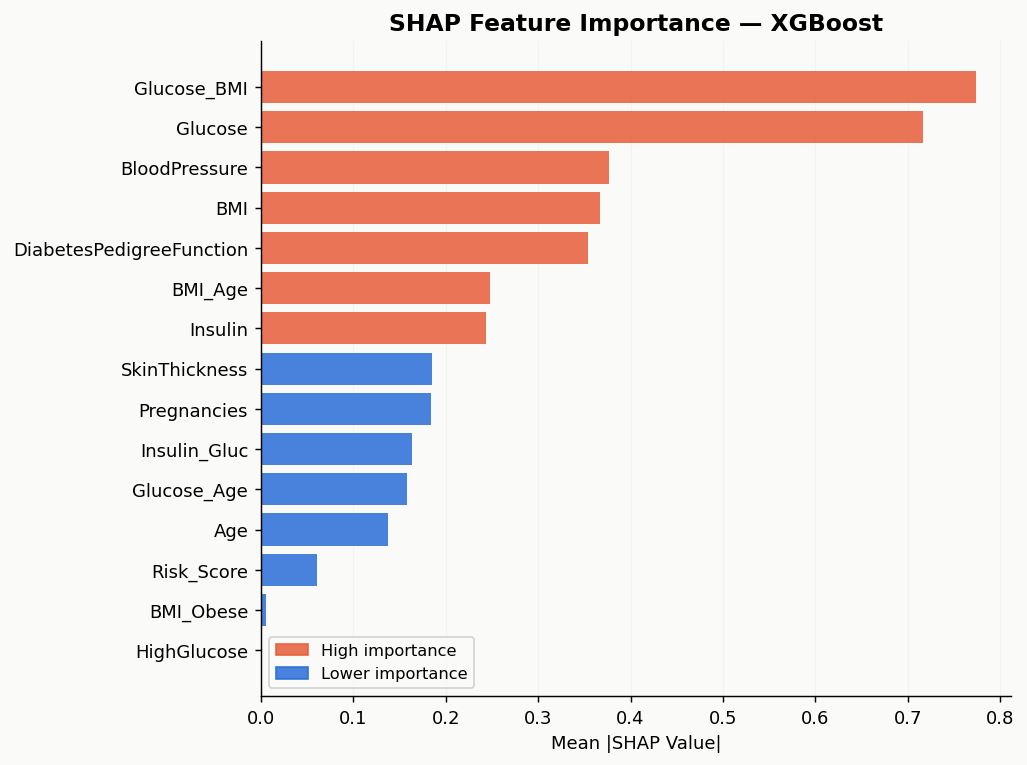 SHAP Feature Importance — XGBoost
Glucose_BMI
Glucose
BloodPressure
BMI
DiabetesPedigreeFunction
BMI_Age
Insulin
SkinThickness
Pregnancies
Insulin_Gluc
Glucose_Age
Age
Risk_Score
BMI_Obese
HighGlucose
High importance
Lower importance
0.0 0.1 0.2 0.3 0.4 0.5 0.6 0.7 0.8
Mean |SHAP Value|